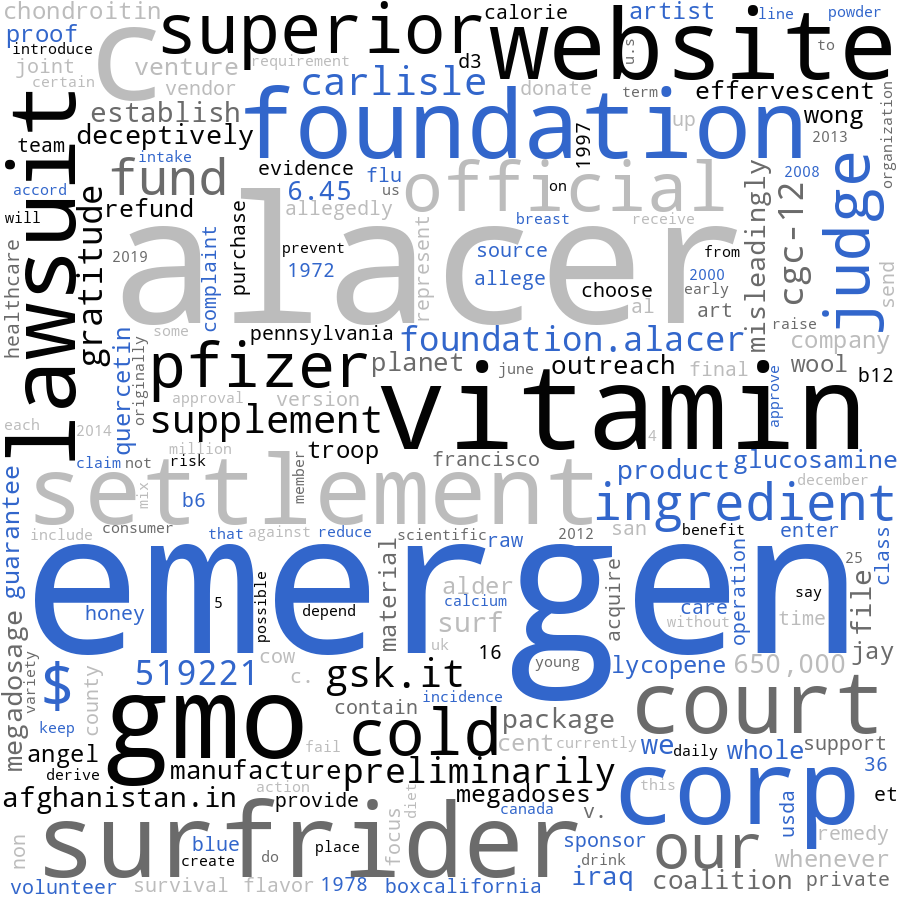 chondroitin
superior
calorie
website
artist
line
powder
proof
introduce
c
d3
u.s
to
joint
certain
venture
requirement
vendor
carlisle
donate
term
effervescent
establish
foundation
up
wong
organization
team
deceptively
lawsuit
1997
2013
intake
evidence
fund
flu
official
on
2008
judge
accord
6.45
us
misleadingly
cgc-12
will
gratitude
refund
allegedly
breast
receive
purchase
alacer
represent
healthcare
complaint
prevent
source
from
2019
1972
allege
2000
send
choose
early
al
art
some
pennsylvania
foundation.alacer
raise
company
quercetin
originally
pfizer
planet
june
outreach
final
wool
b12
approve
approval
version
supplement
vitamin
each
2014
4
million
troop
francisco
claim
not
risk
member
product
glucosamine
guarantee
settlement
december
mix
b6
ingredient
include
consumer
that
against
reduce
scientific
raw
2012
san
benefit
enter
class
emergen
material
25
operation
acquire
possible
file
honey
5
depend
alder
calcium
care
say
surf
without
time
megadosage
variety
uk
jay
cow
16
young
lycopene
650,000
$
519221
c.
gsk.it
county
court
keep
gmo
contain
incidence
package
cold
cent
currently
we
daily
whole
support
angel
fail
derive
manufacture
preliminarily
36
action
this
corp
afghanistan.in
provide
diet
megadoses
canada
v.
et
usda
surfrider
focus
remedy
non
blue
create
do
place
sponsor
our
drink
whenever
volunteer
survival
flavor
1978
boxcalifornia
iraq
coalition
private